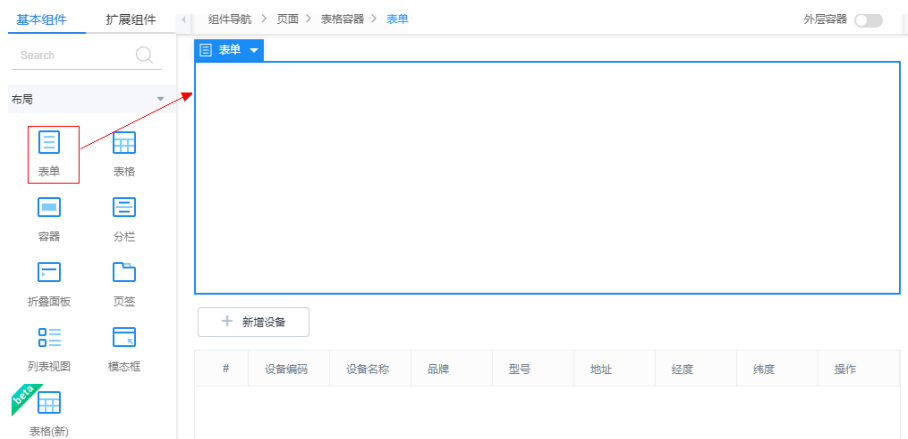 基本组件 扩展组件 组件导航 > 页面 > 表格容器 > 表单 外层容器
Search
表单
布局
表单 表格
容器 分栏
折叠面板 页签
新增设备
列表视图 模态框
# 设备编码 设备名称 品牌 型号 地址 经度 纬度 操作
beta
表格(新)